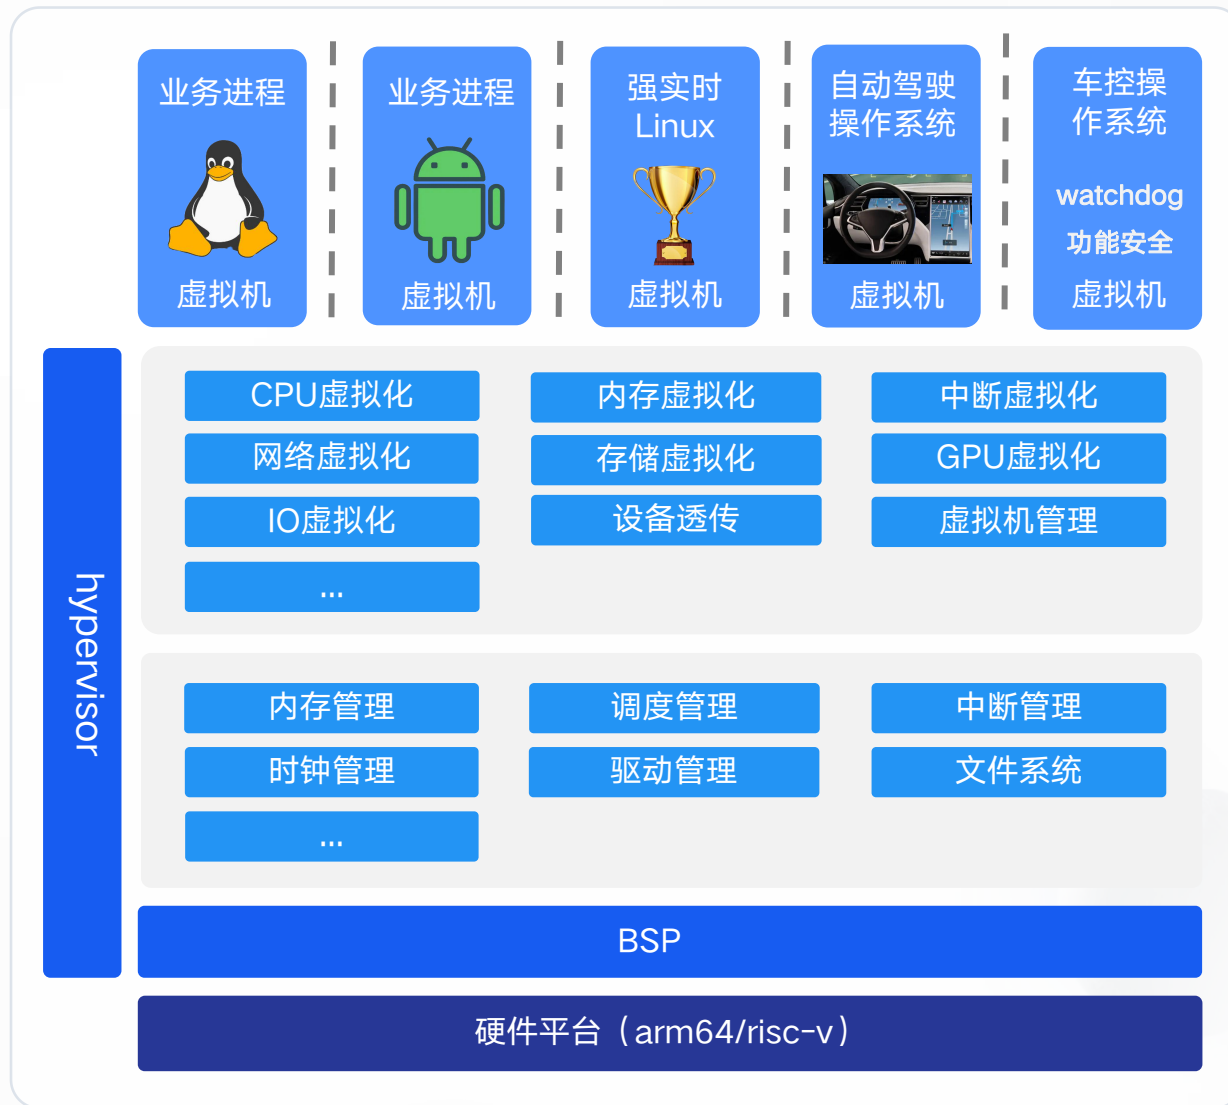 业务进程
虚拟机
业务进程
虚拟机
强实时
Linux
虚拟机
自动驾驶
操作系统
虚拟机
车控操
作系统
watchdog
功能安全
虚拟机
hypervisor
CPU虚拟化
内存虚拟化
中断虚拟化
网络虚拟化
存储虚拟化
GPU虚拟化
IO虚拟化
设备透传
虚拟机管理
...
内存管理
调度管理
中断管理
时钟管理
驱动管理
文件系统
...
BSP
硬件平台（arm64/risc-v）